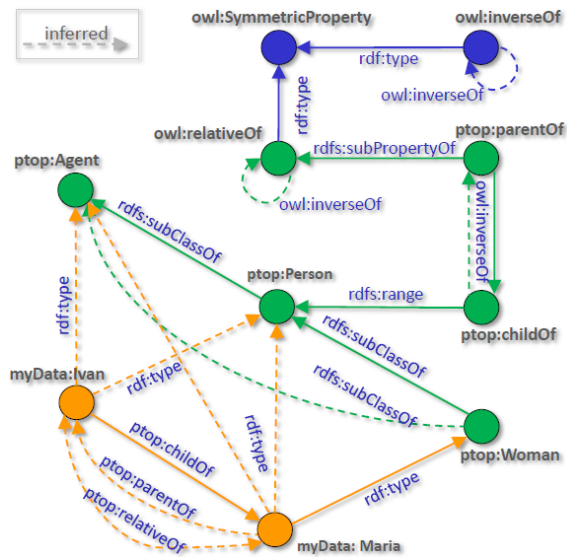 owl:SymmetricProperty
owl:inverseOf
inferred
rdf:type
owl:inverseOf
rdf:type
owl:relativeOf
ptop:parentOf
rdfs:subPropertyOf
ptop:Agent
owl:inverseOf
owl:inverseOf
rdfs:subClassOf
ptop:Person
rdfs:range
ptop:childOf
rdf:type
rdfs:subClassOf
myData:Ivan
rdf:type
rdfs:subClassOf
ptop:childOf
rdf:type
ptop:Woman
ptop:parentOf
rdf:type
ptop:relativeOf
myData: Maria